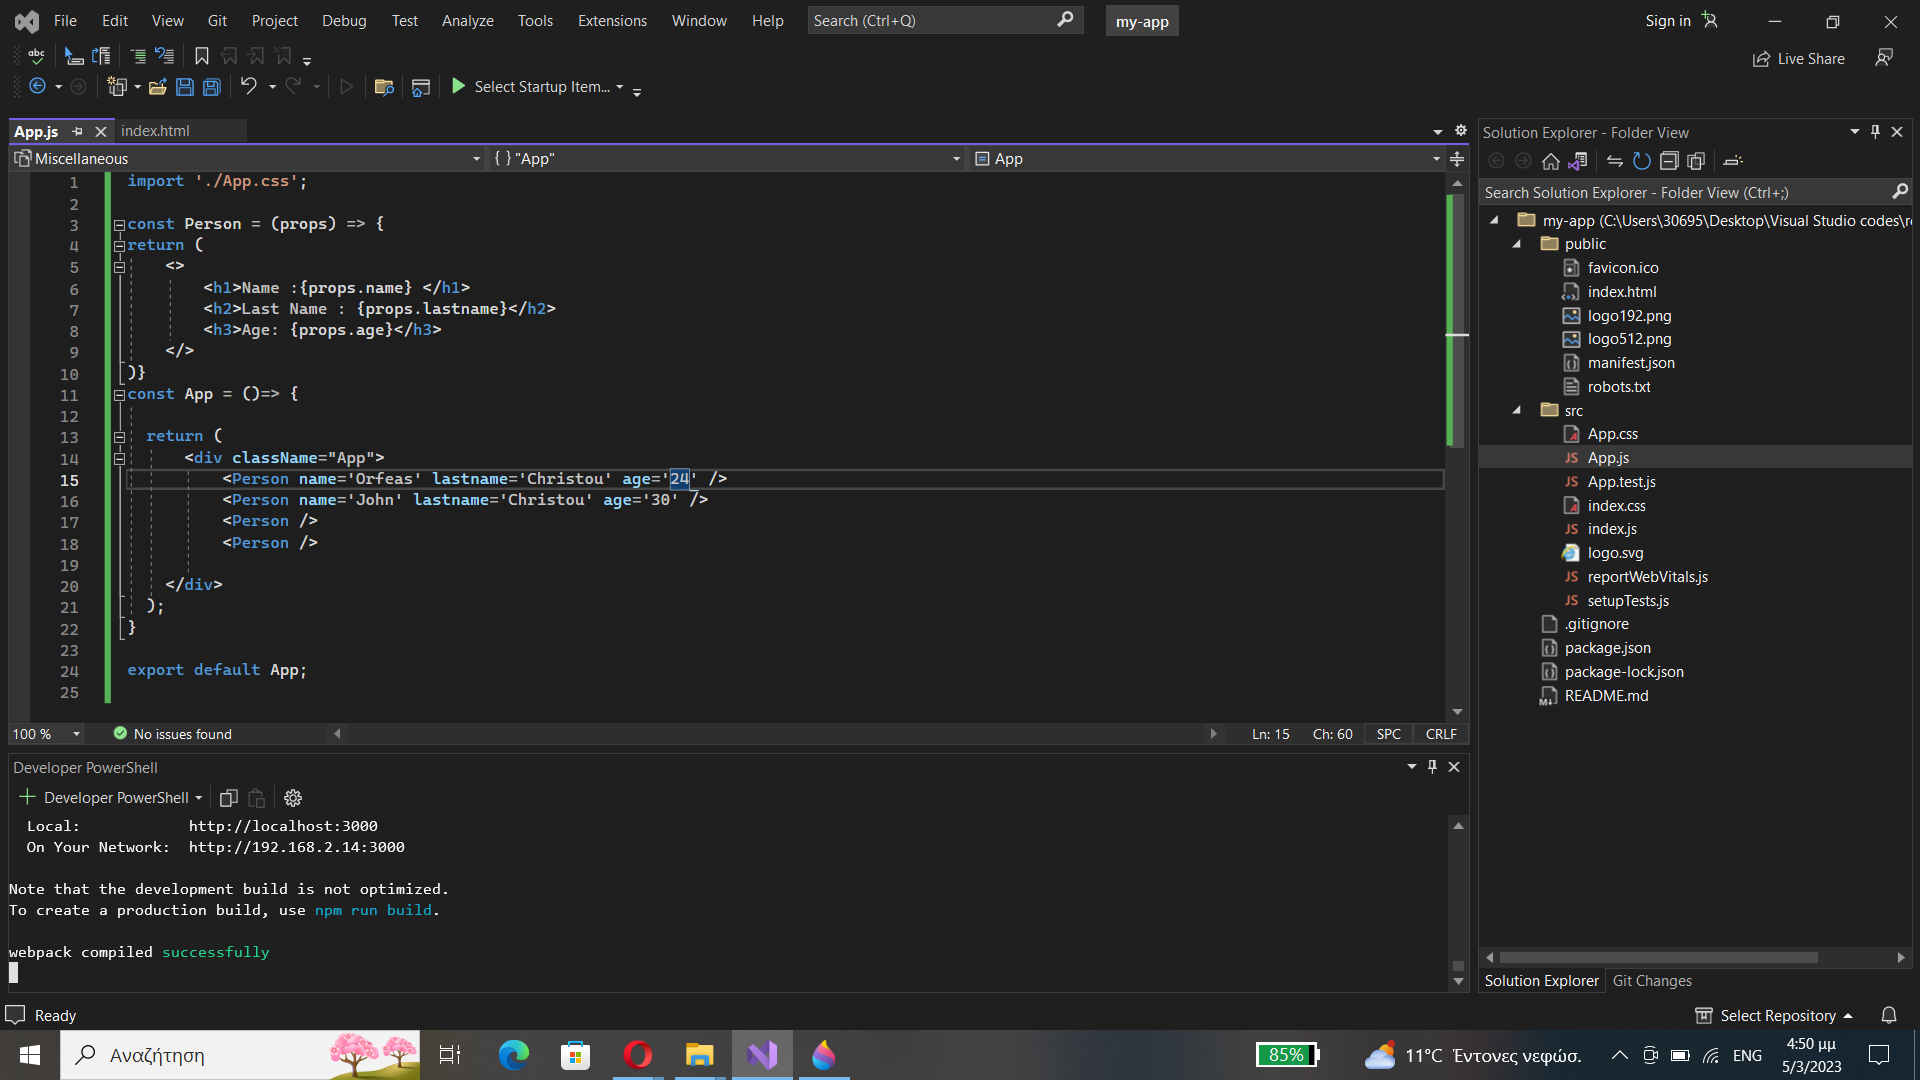 File Edit View Git Project Debug Test Analyze Tools Extensions Window Help Search (Ctrl+Q) my-app Sign in
abc Live Share
Select Startup Item...
App.js index.html
Miscellaneous { } "App" App
1 import './App.css';
2
3 const Person = (props) => {
4 return (
5 <>
6 <h1>Name :{props.name} </h1>
7 <h2>Last Name : {props.lastname}</h2>
8 <h3>Age: {props.age}</h3>
9 </>
10 )}
11 const App = ()=> {
12
13 return (
14 <div className="App">
15 <Person name='Orfeas' lastname='Christou' age='24' />
16 <Person name='John' lastname='Christou' age='30' />
17 <Person />
18 <Person />
19
20 </div>
21 );
22 }
23
24 export default App;
25
100 % No issues found Ln: 15 Ch: 60 SPC CRLF
Developer PowerShell
Developer PowerShell
Local: http://localhost:3000
On Your Network: http://192.168.2.14:3000
Note that the development build is not optimized.
To create a production build, use npm run build.
webpack compiled successfully
Solution Explorer - Folder View
Search Solution Explorer - Folder View (Ctrl+;)
my-app (C:\Users\30695\Desktop\Visual Studio codes\r
public
favicon.ico
index.html
logo192.png
logo512.png
manifest.json
robots.txt
src
App.css
JS App.js
JS App.test.js
index.css
JS index.js
logo.svg
JS reportWebVitals.js
JS setupTests.js
.gitignore
package.json
package-lock.json
README.md
Solution Explorer Git Changes
Ready Select Repository
Αναζήτηση 85% 11°C Έντονες νεφώσ. ENG 4:50 μμ
5/3/2023